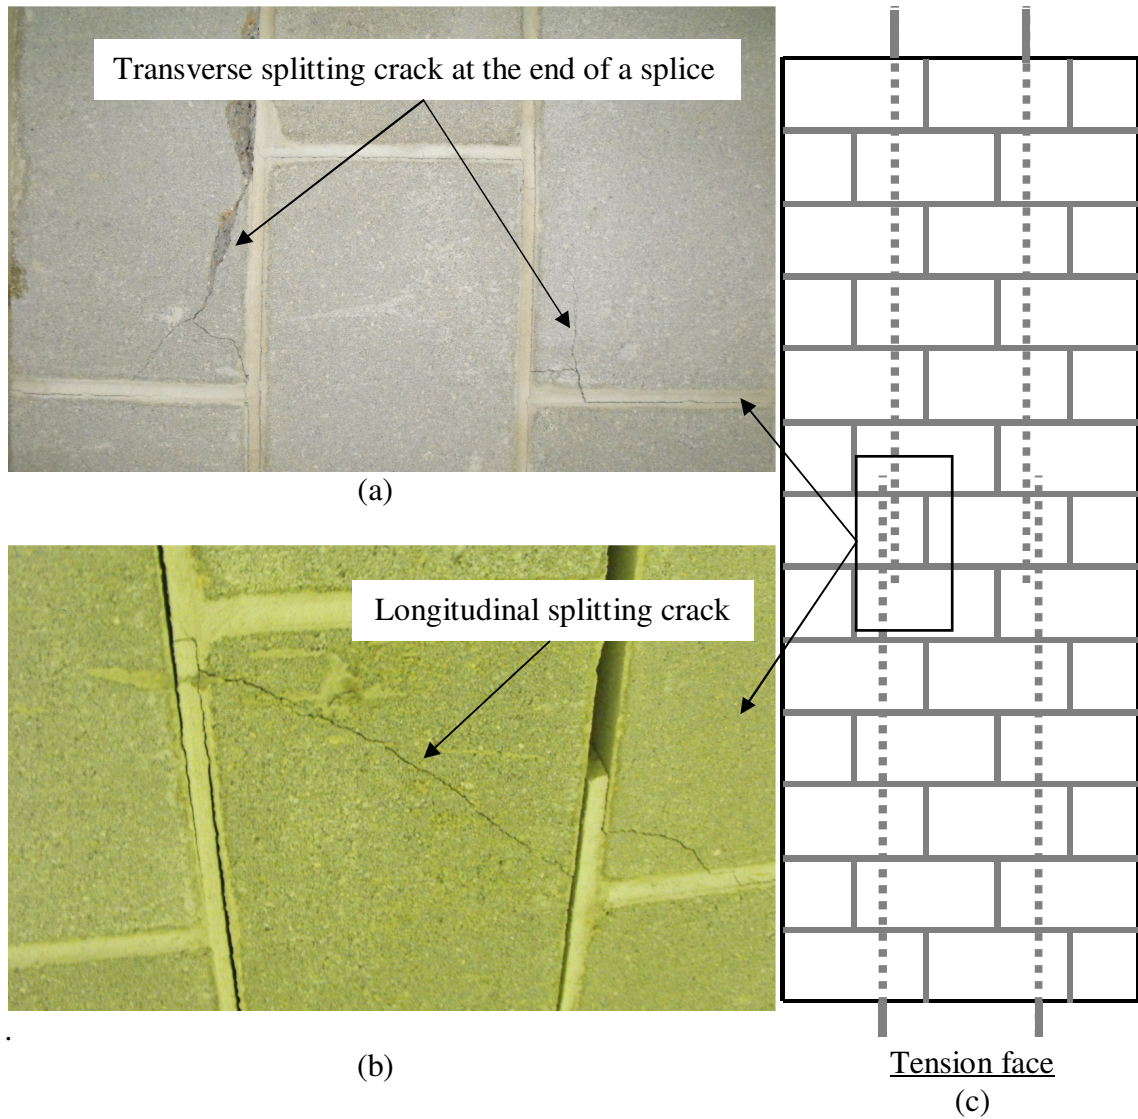 Transverse splitting crack at the end of a splice
(a)
Longitudinal splitting crack
.
(b)
Tension face
(c)